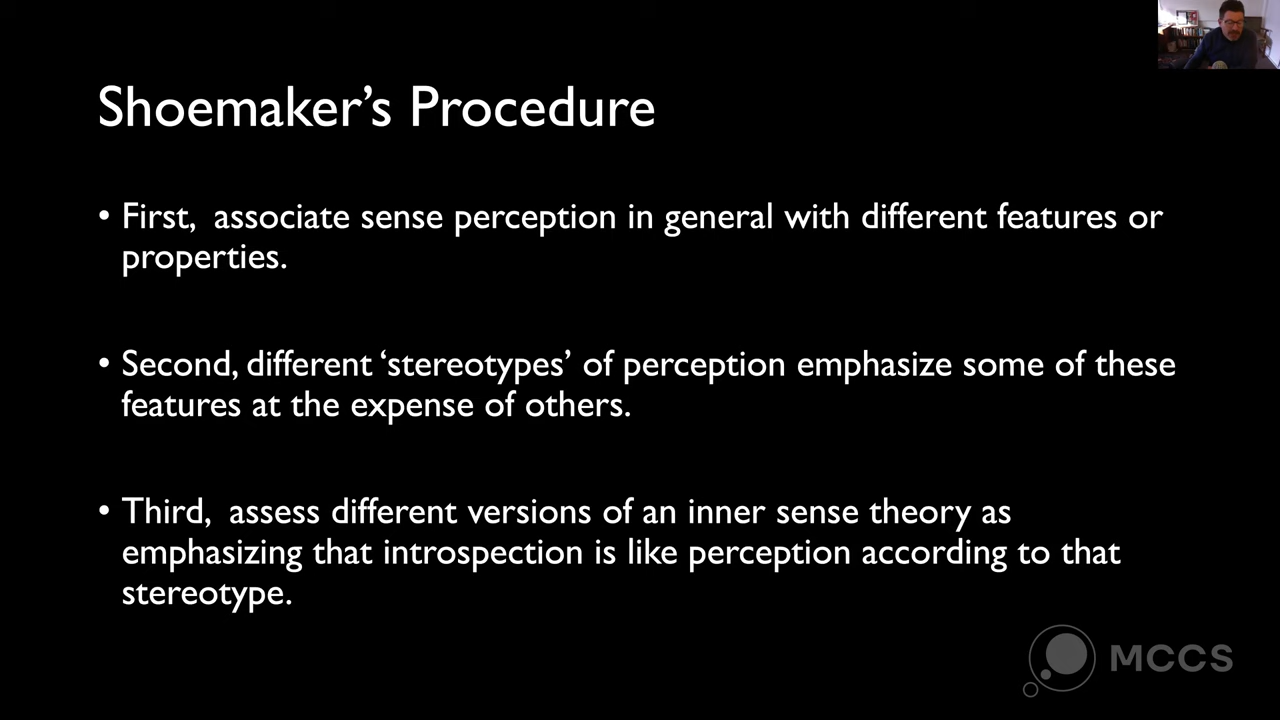 Shoemaker’s Procedure
• First,  associate sense perception in general with different features or
properties.
• Second, different ‘stereotypes’ of perception emphasize some of these
features at the expense of others.
• Third,  assess different versions of an inner sense theory as
emphasizing that introspection is like perception according to that
stereotype.
MCCS